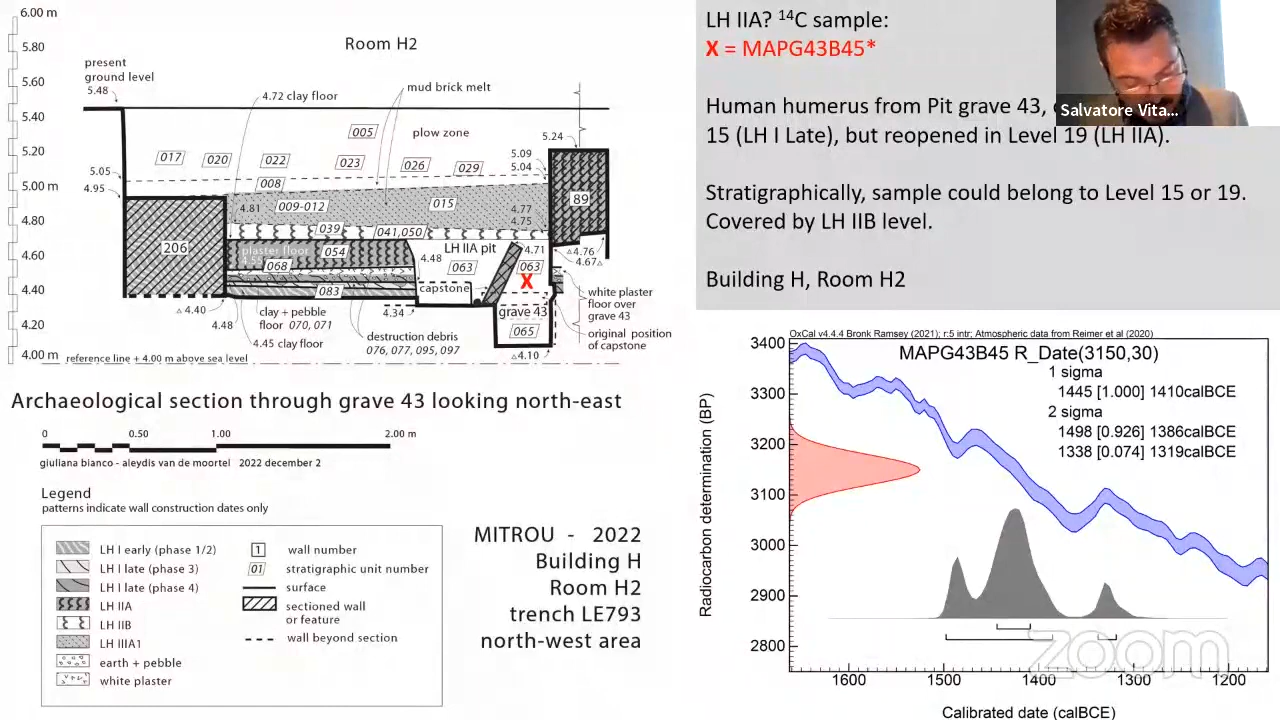 6.00 m
5.80
5.60
5.40
5.20
5.00 m
4.80
4.60
4.40
4.20
4.00 m
Room H2
present
ground level
5.48
4.72 clay floor
mud brick melt
005
plow zone
5.24
017
020
022
023
026
029
5.09
5.04
5.05
4.95
008
4.81
009-012
015
4.77
4.75
89
039
041,050
206
plaster floor
054
LH IIA pit
4.71
4.76
4.67
068
4.48
063
063
X
083
capstone
white plaster
floor over
grave 43
4.40
4.48
clay + pebble
floor 070, 071
4.34
grave 43
065
original position
of capstone
4.45 clay floor
destruction debris
076, 077, 095, 097
4.10
reference line + 4.00 m above sea level
Archaeological section through grave 43 looking north-east
0 0.50 1.00 2.00 m
giuliana bianco - aleydis van de moortel 2022 december 2
Legend
patterns indicate wall construction dates only
LH I early (phase 1/2)
LH I late (phase 3)
LH I late (phase 4)
LH IIA
LH IIB
LH IIIA1
earth + pebble
white plaster
1 wall number
01 stratigraphic unit number
surface
sectioned wall
or feature
wall beyond section
MITROU - 2022
Building H
Room H2
trench LE793
north-west area
LH IIA? 14C sample:
X = MAPG43B45*
Human humerus from Pit grave 43,
15 (LH I Late), but reopened in Level 19 (LH IIA).
Stratigraphically, sample could belong to Level 15 or 19.
Covered by LH IIB level.
Building H, Room H2
Salvatore Vita...
OxCal v4.4.4 Bronk Ramsey (2021); r:5 intr; Atmospheric data from Reimer et al (2020)
MAPG43B45 R_Date(3150,30)
1 sigma
1445 [1.000] 1410calBCE
2 sigma
1498 [0.926] 1386calBCE
1338 [0.074] 1319calBCE
Radiocarbon determination (BP)
3400
3300
3200
3100
3000
2900
2800
1600 1500 1400 1300 1200
Calibrated date (calBCE)
zoom